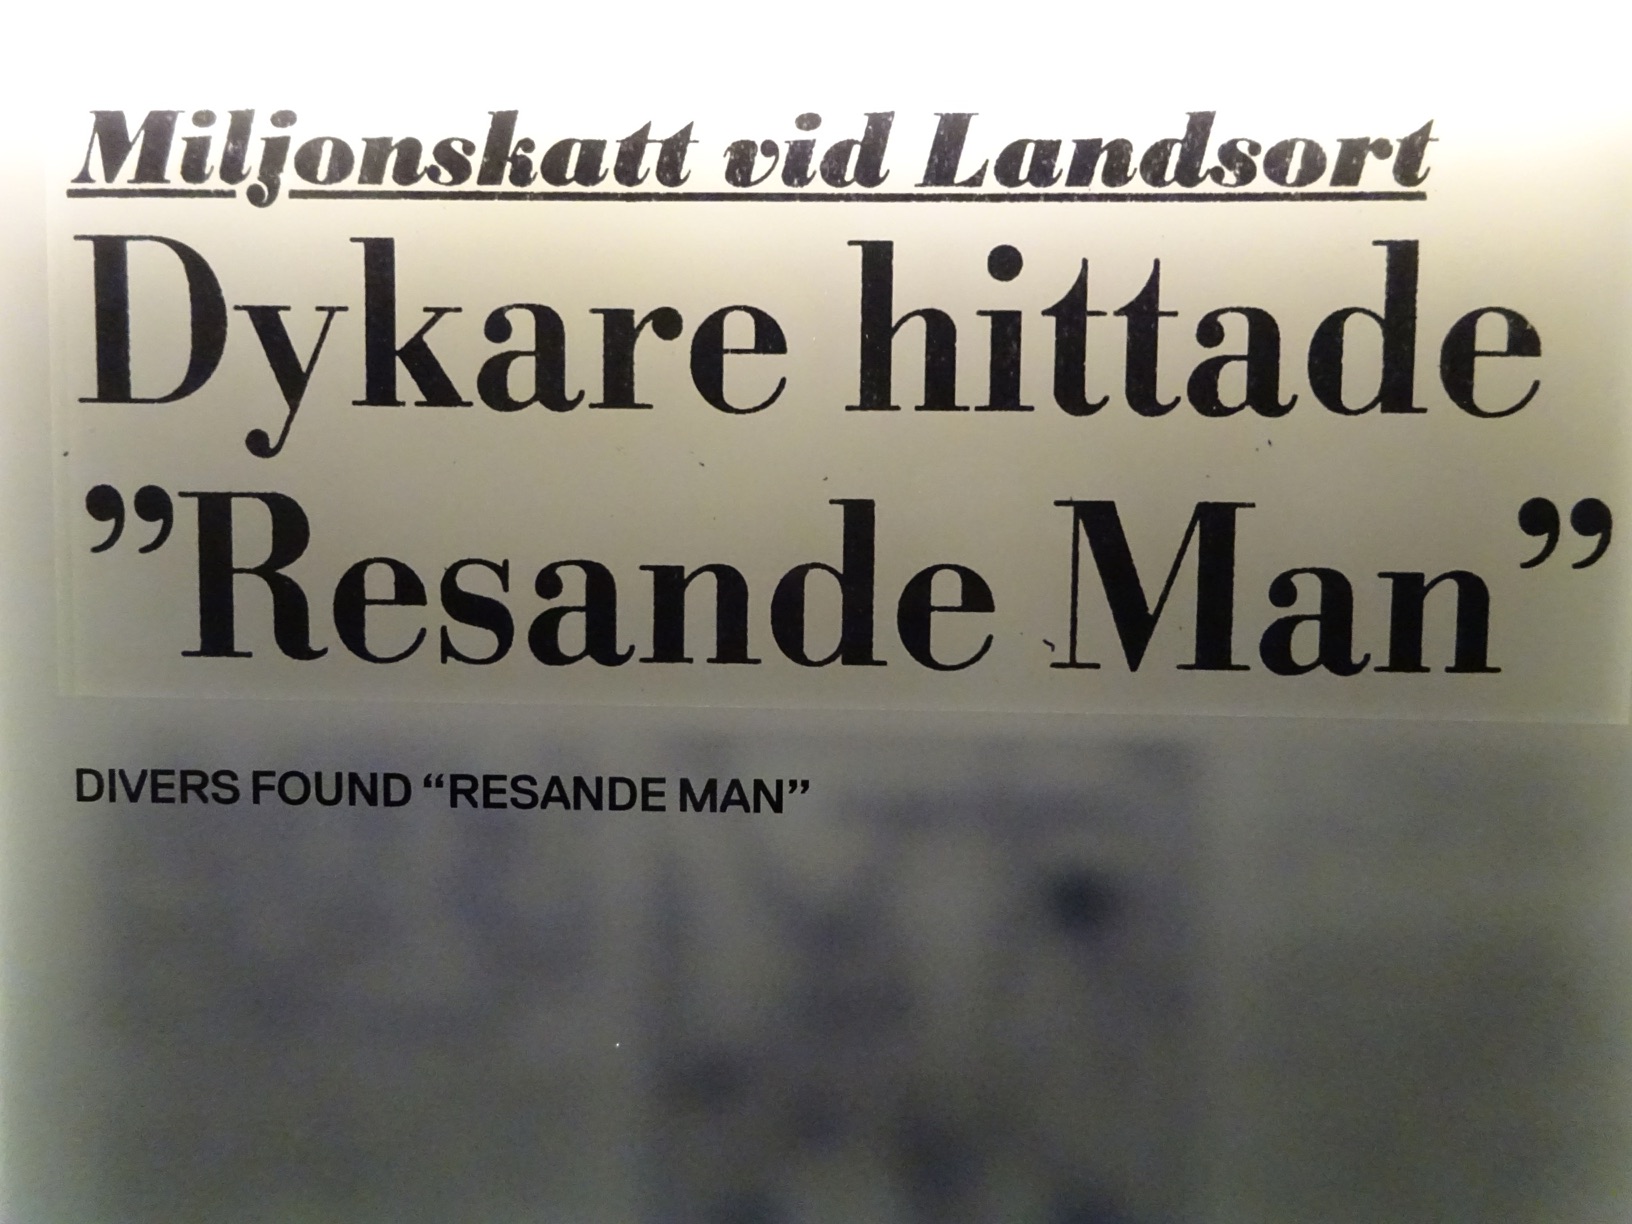 Miljonskatt vid Landsort
Dykare hittade
”Resande Man”
DIVERS FOUND “RESANDE MAN”